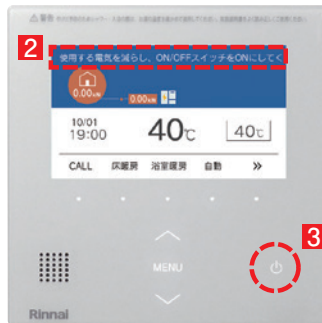 2
使用する電気を減らし、ON/OFFスイッチをONにしてく
0.00kW
0.00kW
10/01
19:00
40℃
40℃
CALL 床暖房 浴室暖房 自動 »
MENU
3
Rinnai